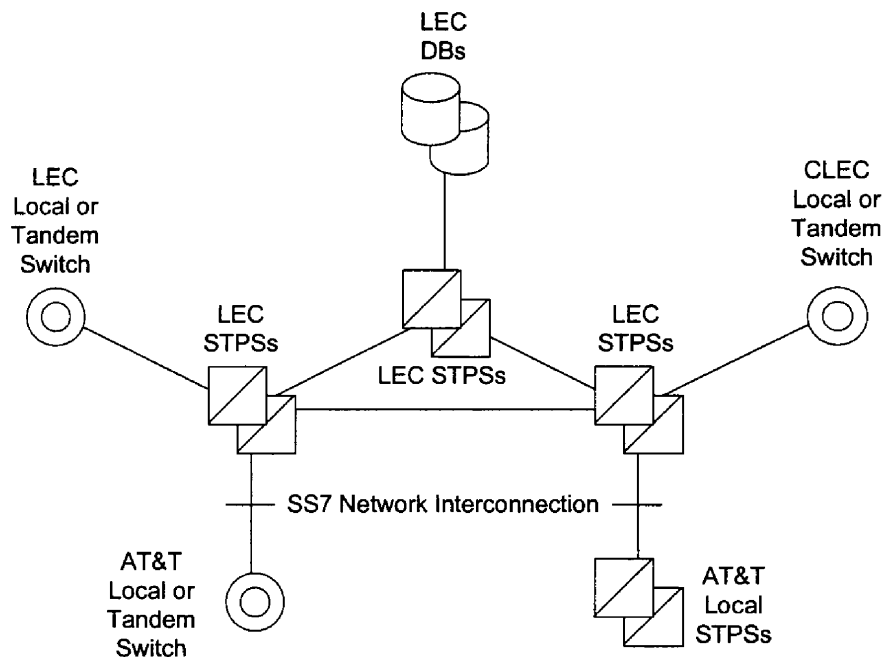 LEC
DBs
LEC
Local or
Tandem
Switch
CLEC
Local or
Tandem
Switch
LEC
STPSs
LEC STPSs
LEC
STPSs
SS7 Network Interconnection
AT&T
Local or
Tandem
Switch
AT&T
Local
STPSs